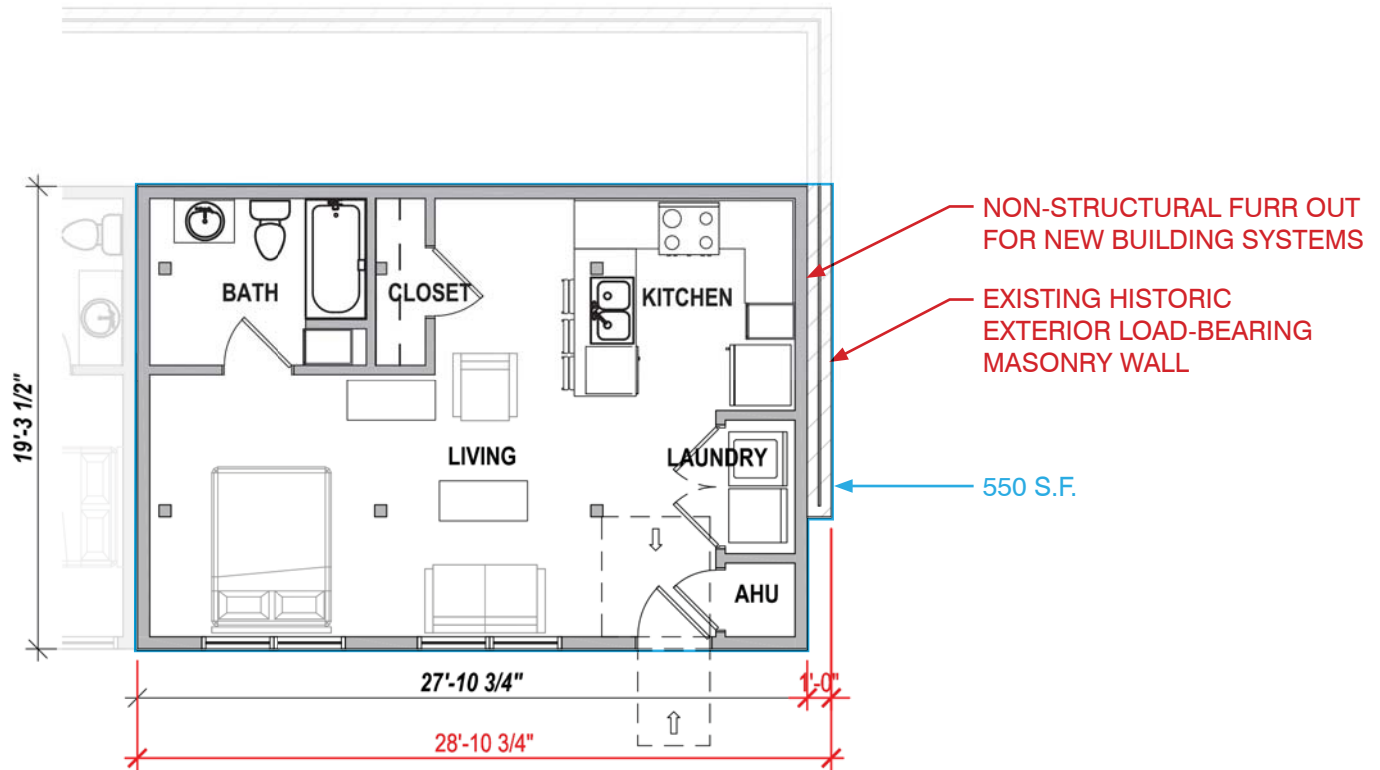 NON-STRUCTURAL FURR OUT
FOR NEW BUILDING SYSTEMS
EXISTING HISTORIC
EXTERIOR LOAD-BEARING
MASONRY WALL
BATH
CLOSET
KITCHEN
19'-3 1/2"
LIVING
LAUNDRY
550 S.F.
AHU
27'-10 3/4"
1'-0"
28'-10 3/4"